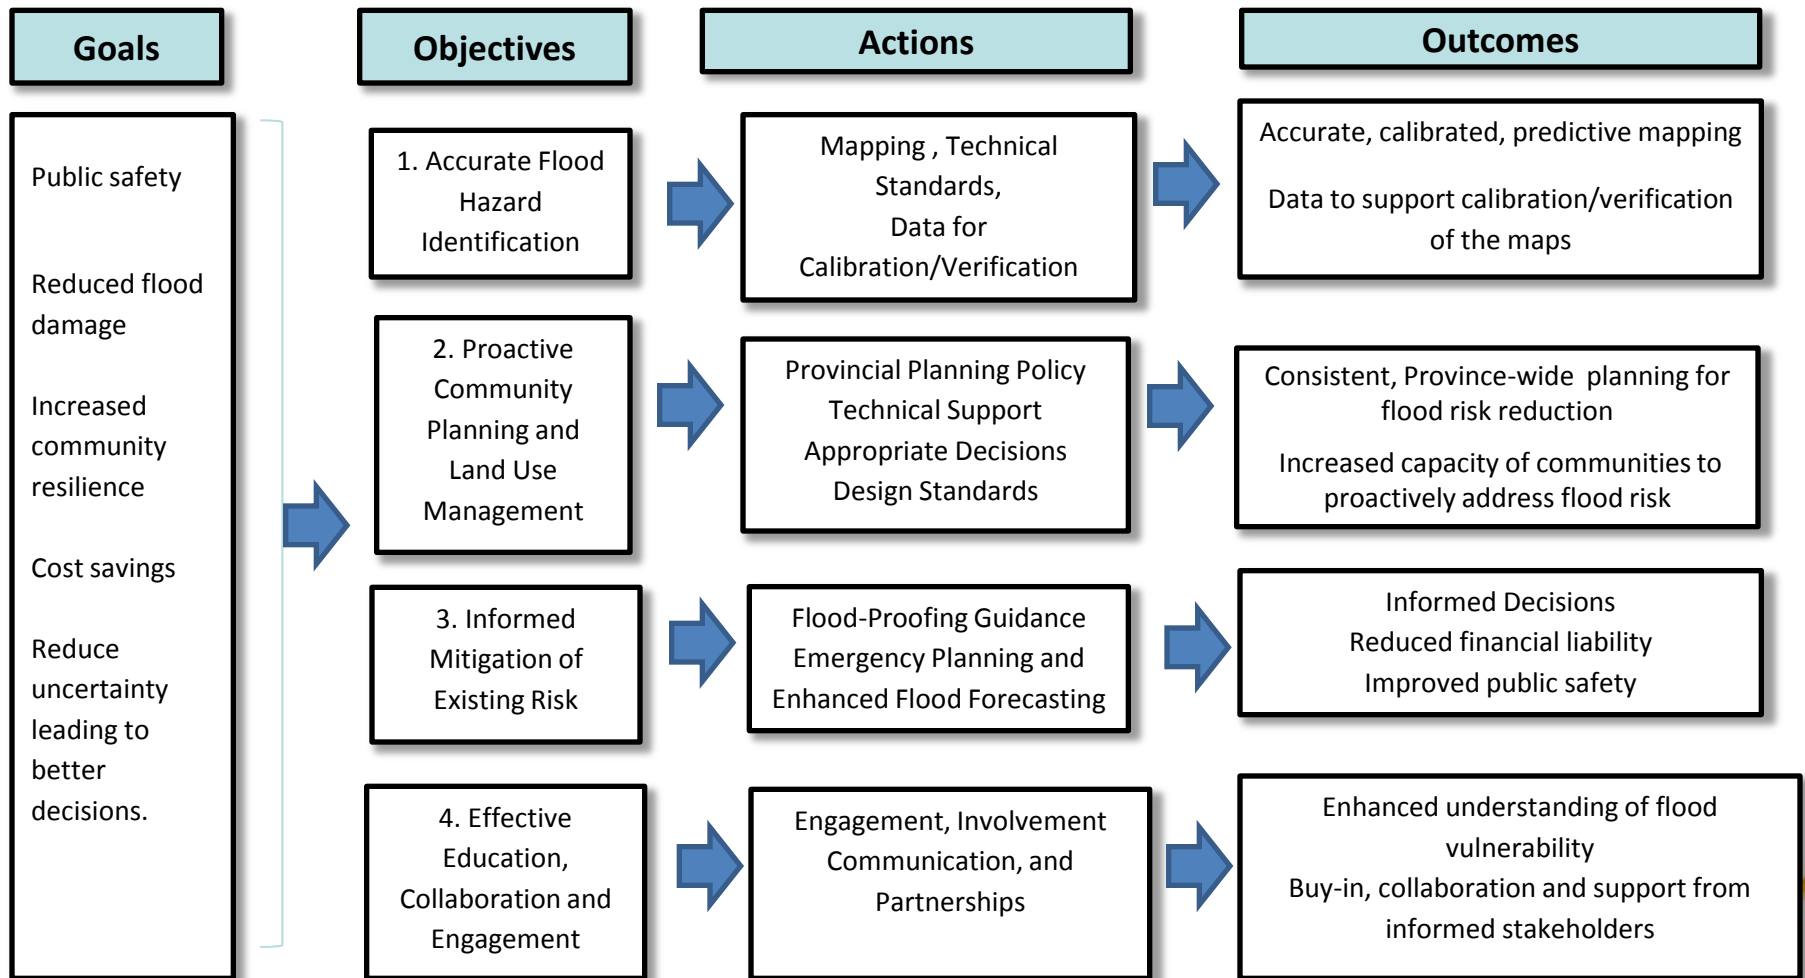 Goals
Objectives
Actions
Outcomes
Public safety
Reduced flood
damage
Increased
community
resilience
Cost savings
Reduce
uncertainty
leading to
better
decisions.
1. Accurate Flood
Hazard
Identification
Mapping , Technical
Standards,
Data for
Calibration/Verification
Accurate, calibrated, predictive mapping
Data to support calibration/verification
of the maps
2. Proactive
Community
Planning and
Land Use
Management
Provincial Planning Policy
Technical Support
Appropriate Decisions
Design Standards
Consistent, Province-wide planning for
flood risk reduction
Increased capacity of communities to
proactively address flood risk
3. Informed
Mitigation of
Existing Risk
Flood-Proofing Guidance
Emergency Planning and
Enhanced Flood Forecasting
Informed Decisions
Reduced financial liability
Improved public safety
4. Effective
Education,
Collaboration and
Engagement
Engagement, Involvement
Communication, and
Partnerships
Enhanced understanding of flood
vulnerability
Buy-in, collaboration and support from
informed stakeholders